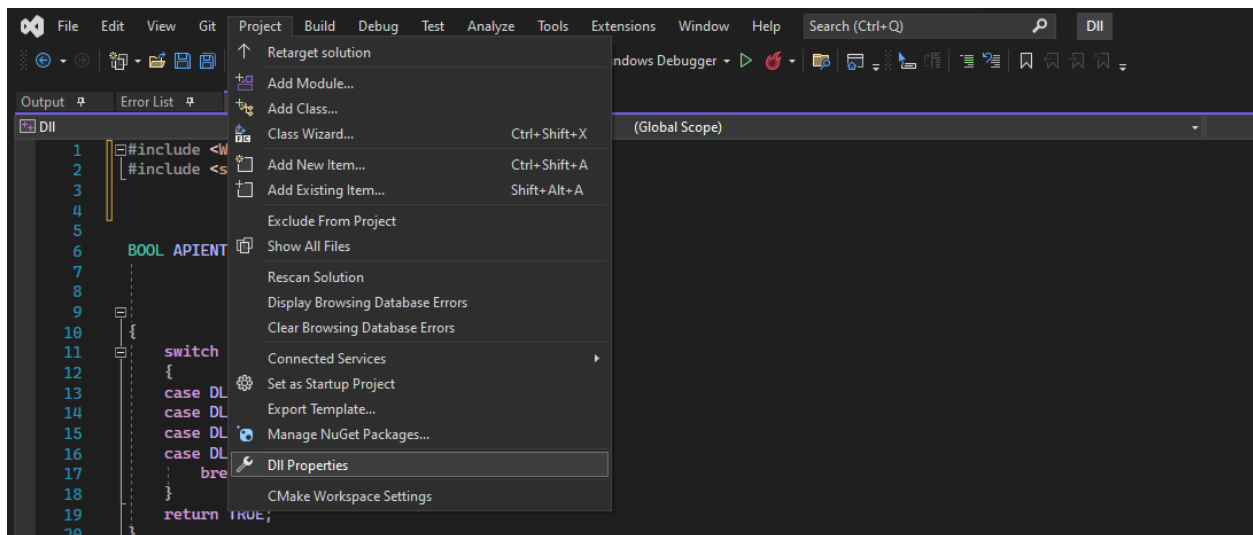 File Edit View Git Project Build Debug Test Analyze Tools Extensions Window Help Search (Ctrl+Q) Dll
Retarget solution
indows Debugger
Add Module...
Output Error List
Add Class...
Dll
Class Wizard... Ctrl+Shift+X
(Global Scope)
Add New Item... Ctrl+Shift+A
Add Existing Item... Shift+Alt+A
Exclude From Project
Show All Files
Rescan Solution
Display Browsing Database Errors
Clear Browsing Database Errors
Connected Services
Set as Startup Project
Export Template...
Manage NuGet Packages...
Dll Properties
CMake Workspace Settings
1 #include <W
2 #include <s
3
4
5
6 BOOL APIENT
7
8
9
10 {
11 switch
12 {
13 case DL
14 case DL
15 case DL
16 case DL
17 bre
18 }
19 return TRUE;
20 }